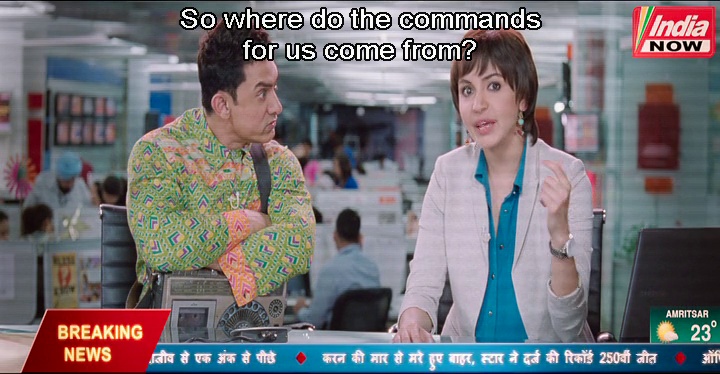 So where do the commands
for us come from?
India
NOW
AMRITSAR
23°
BREAKING
NEWS
से एक अंक से पीछे ♦ करन की मार से मरे हुए बाहर, स्टार ने दर्ज की रिकॉर्ड 250वीं जीत ♦